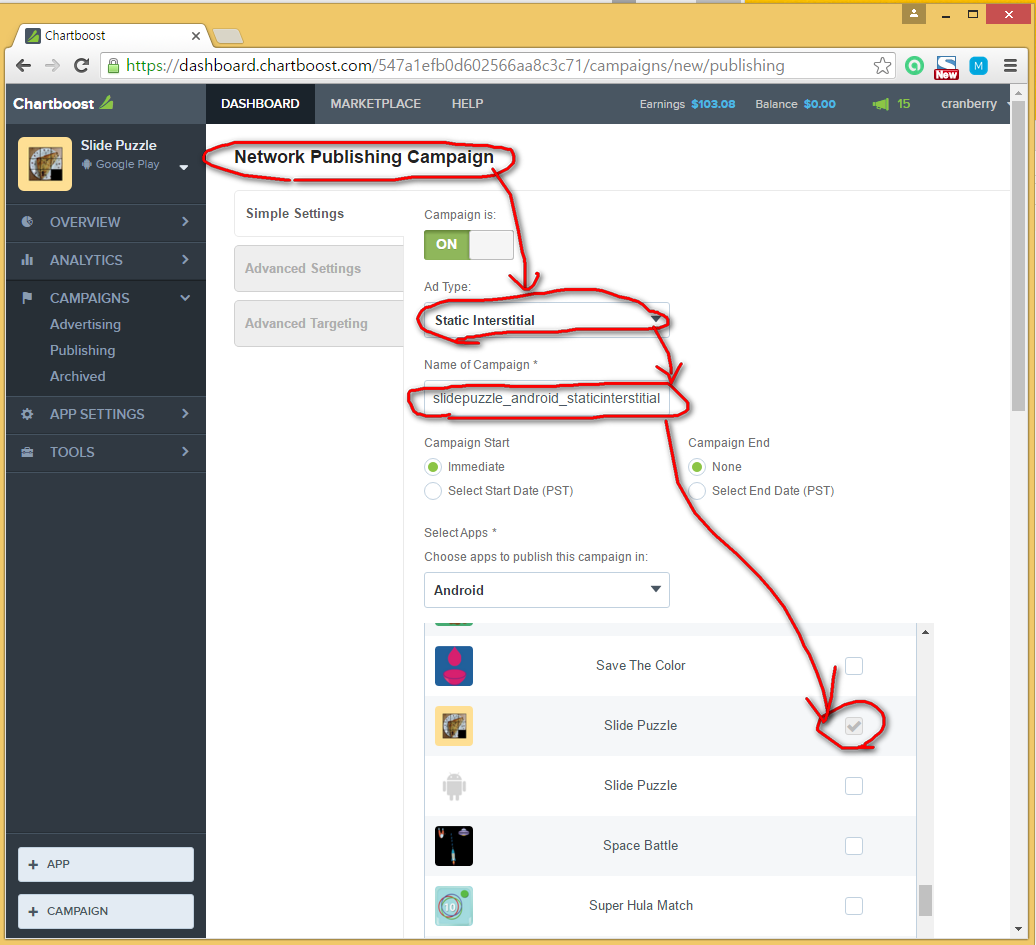 Chartboost
https://dashboard.chartboost.com/547a1efb0d602566aa8c3c71/campaigns/new/publishing
New
M
Chartboost
DASHBOARD MARKETPLACE HELP Earnings $103.08 Balance $0.00 15 cranberry
Slide Puzzle
Google Play
Network Publishing Campaign
OVERVIEW
ANALYTICS
CAMPAIGNS
Advertising
Publishing
Archived
APP SETTINGS
TOOLS
+ APP
+ CAMPAIGN
Simple Settings
Advanced Settings
Advanced Targeting
Campaign is:
ON
Ad Type:
Static Interstitial
Name of Campaign *
slidepuzzle_android_staticinterstitial
Campaign Start Campaign End
Immediate None
Select Start Date (PST) Select End Date (PST)
Select Apps *
Choose apps to publish this campaign in:
Android
Save The Color
Slide Puzzle
Slide Puzzle
Space Battle
10
Super Hula Match